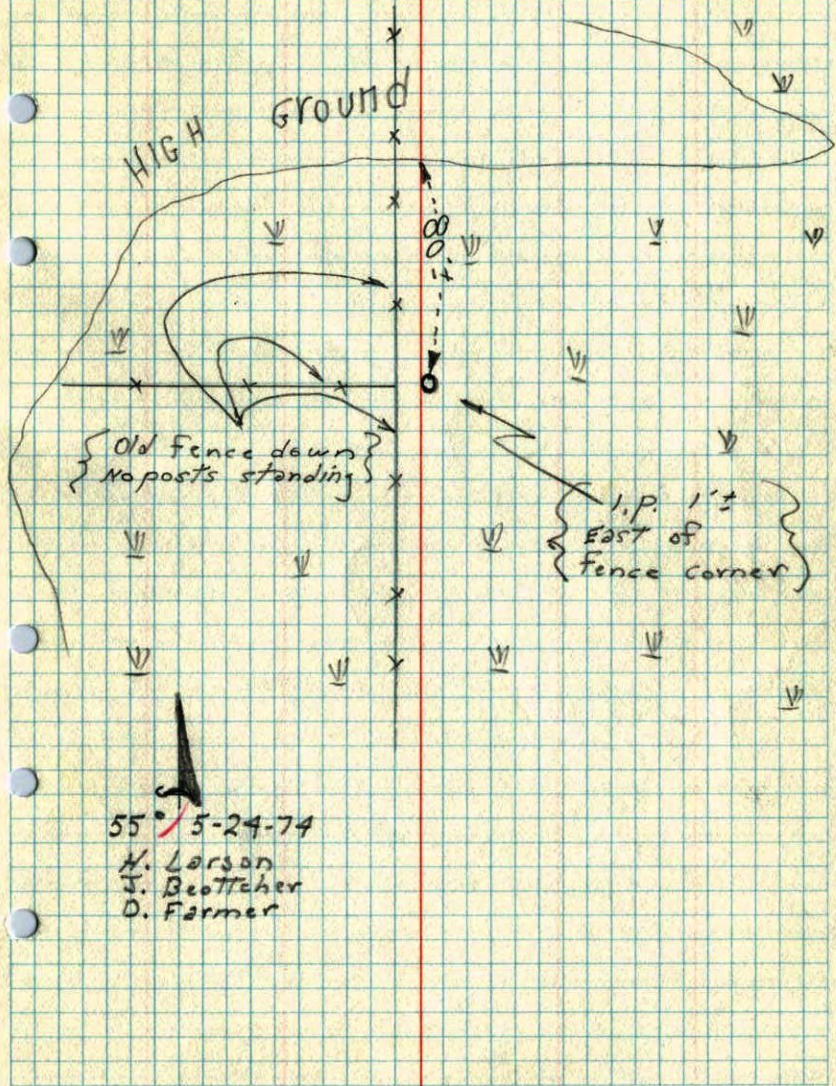 HIGH Ground
80'±
Old Fence down
No posts standing
I.P. 1'±
East of
Fence corner
55° 5-24-74
H. Larson
J. Beottcher
D. Farmer